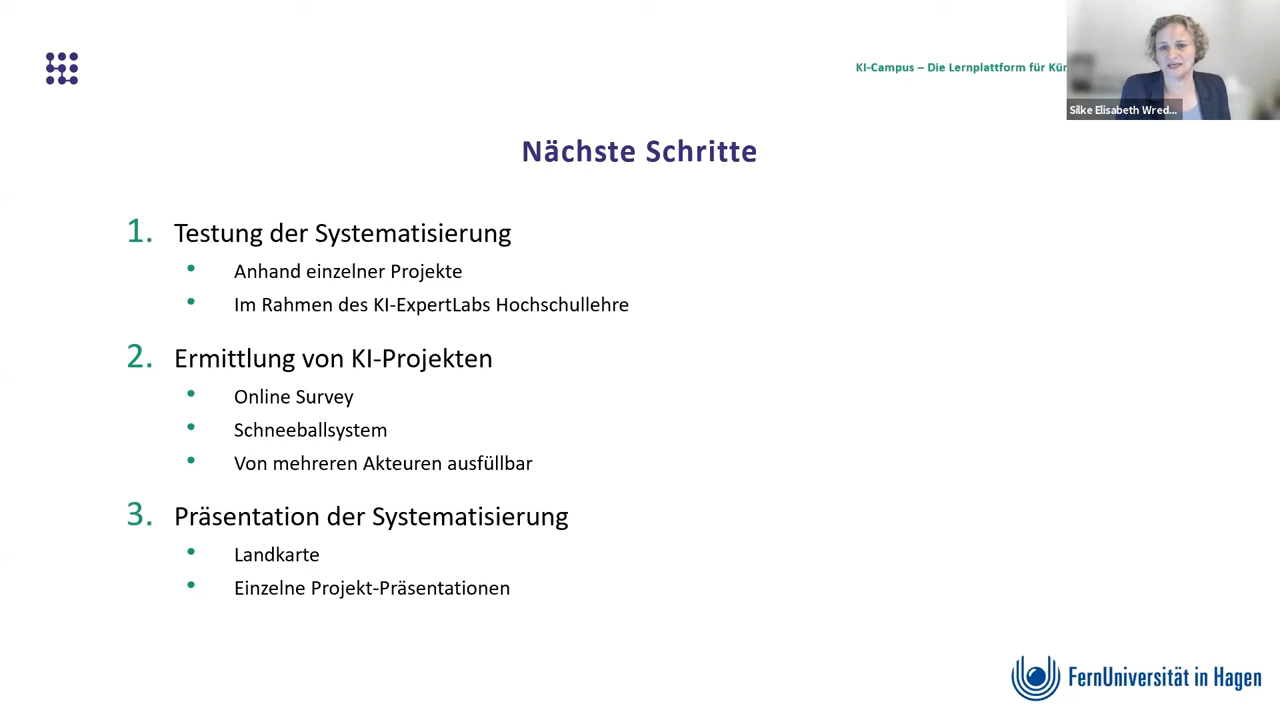 KI-Campus – Die Lernplattform für
Silke Elisabeth Wred...
Nächste Schritte
1. Testung der Systematisierung
• Anhand einzelner Projekte
• Im Rahmen des KI-ExpertLabs Hochschullehre
2. Ermittlung von KI-Projekten
• Online Survey
• Schneeballsystem
• Von mehreren Akteuren ausfüllbar
3. Präsentation der Systematisierung
• Landkarte
• Einzelne Projekt-Präsentationen
FernUniversität in Hagen